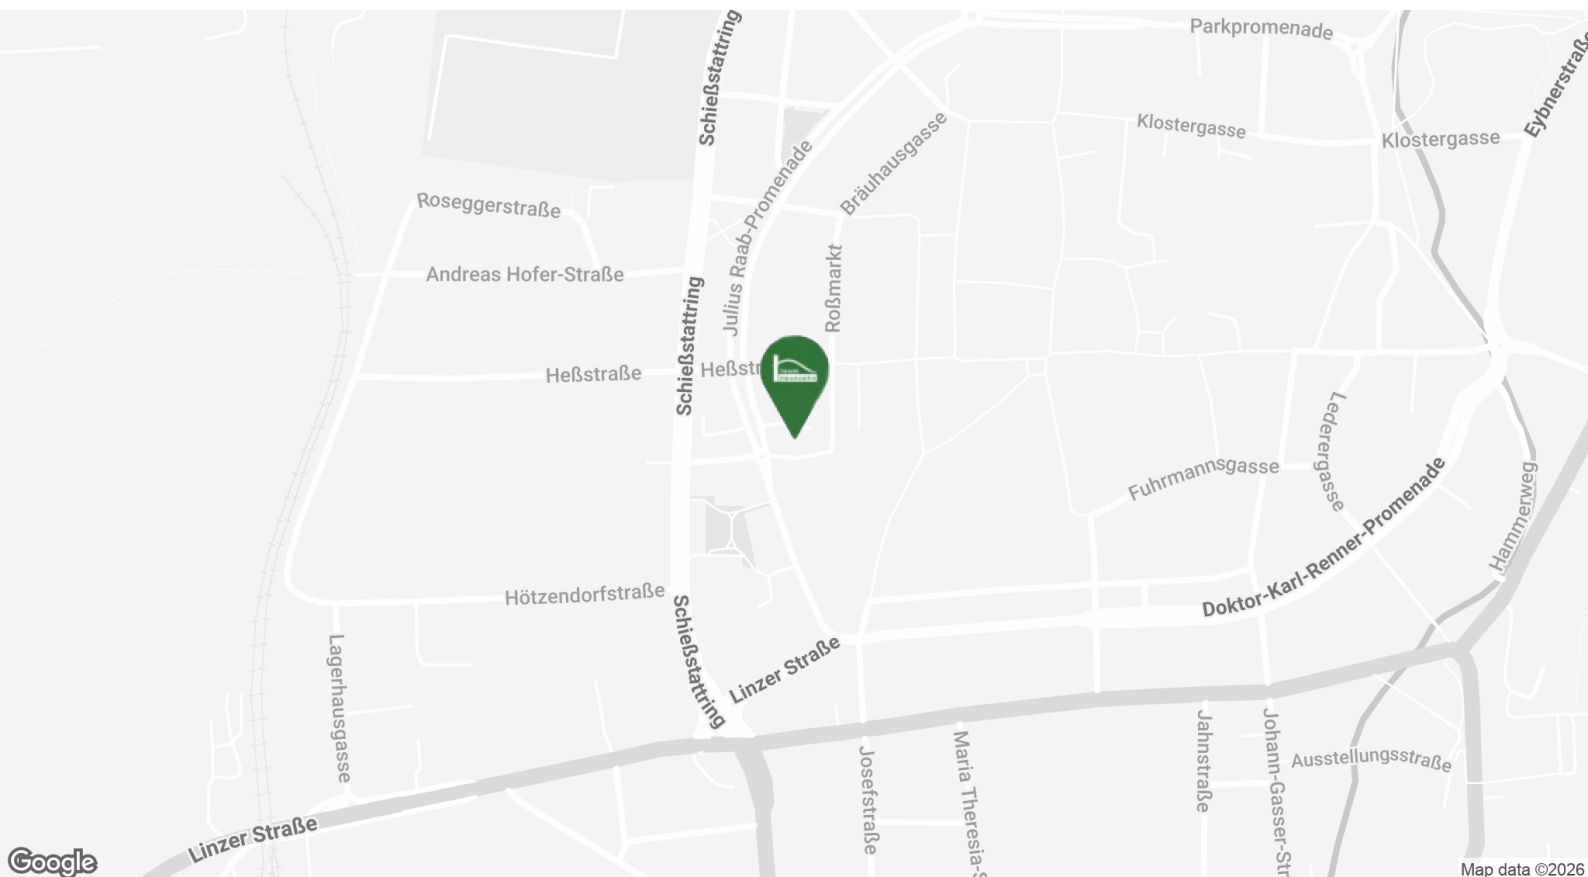 Parkpromenade
Schießstattring
Eybnerstraße
Klostergasse
Klostergasse
Bräuhausgasse
Julius Raab-Promenade
Roseggerstraße
Andreas Hofer-Straße
Roßmarkt
Schießstattring
Heßstraße
Heßstr
Lederergasse
Fuhrmannsgasse
Hammerweg
Doktor-Karl-Renner-Promenade
Hötzendorfstraße
Schießstattring
Linzer Straße
Lagerhausgasse
Josefstraße
Maria Theresia-S
Jahnstraße
Johann-Gasser-Str
Ausstellungsstraße
Linzer Straße
Google
Map data ©2026